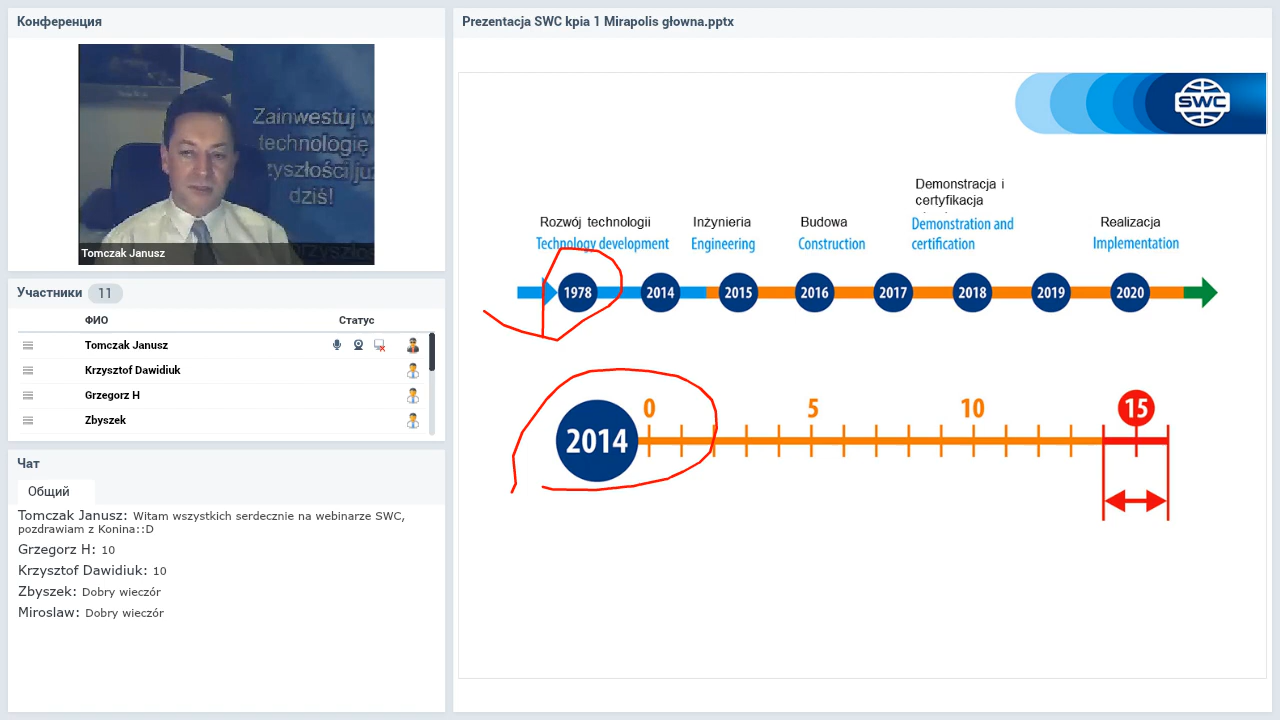 Конференция
Zainwestuj w
technologię
dziś!
Tomczak Janusz
Участники 11
ФИО Статус
Tomczak Janusz
Krzysztof Dawidiuk
Grzegorz H
Zbyszek
Чат
Общий
Tomczak Janusz: Witam wszystkich serdecznie na webinarze SWC,
pozdrawiam z Konina::D
Grzegorz H: 10
Krzysztof Dawidiuk: 10
Zbyszek: Dobry wieczór
Miroslaw: Dobry wieczór
Prezentacja SWC kpia 1 Mirapolis głowna.pptx
SWC
Rozwój technologii
Technology development
Inżynieria
Engineering
Budowa
Construction
Demonstracja i
certyfikacja
Demonstration and
certification
Realizacja
Implementation
1978 2014 2015 2016 2017 2018 2019 2020
0 5 10 15
2014